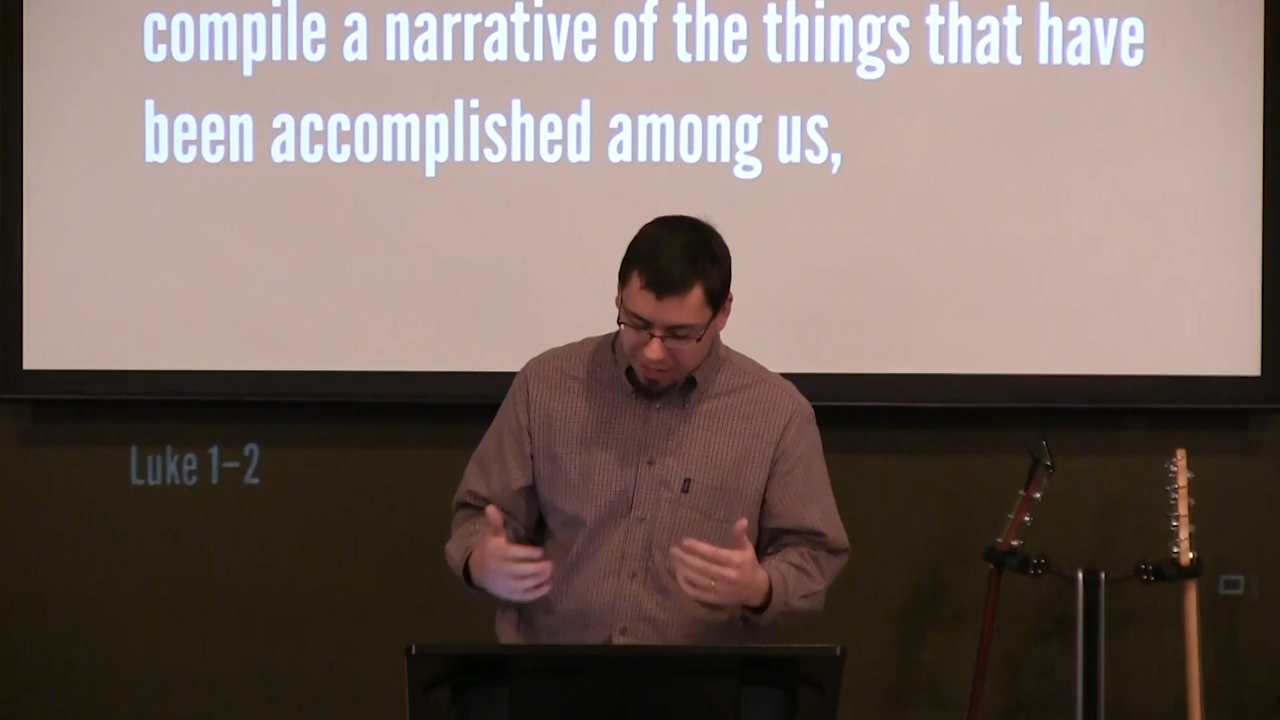 compile a narrative of the things that have
been accomplished among us,
Luke 1–2